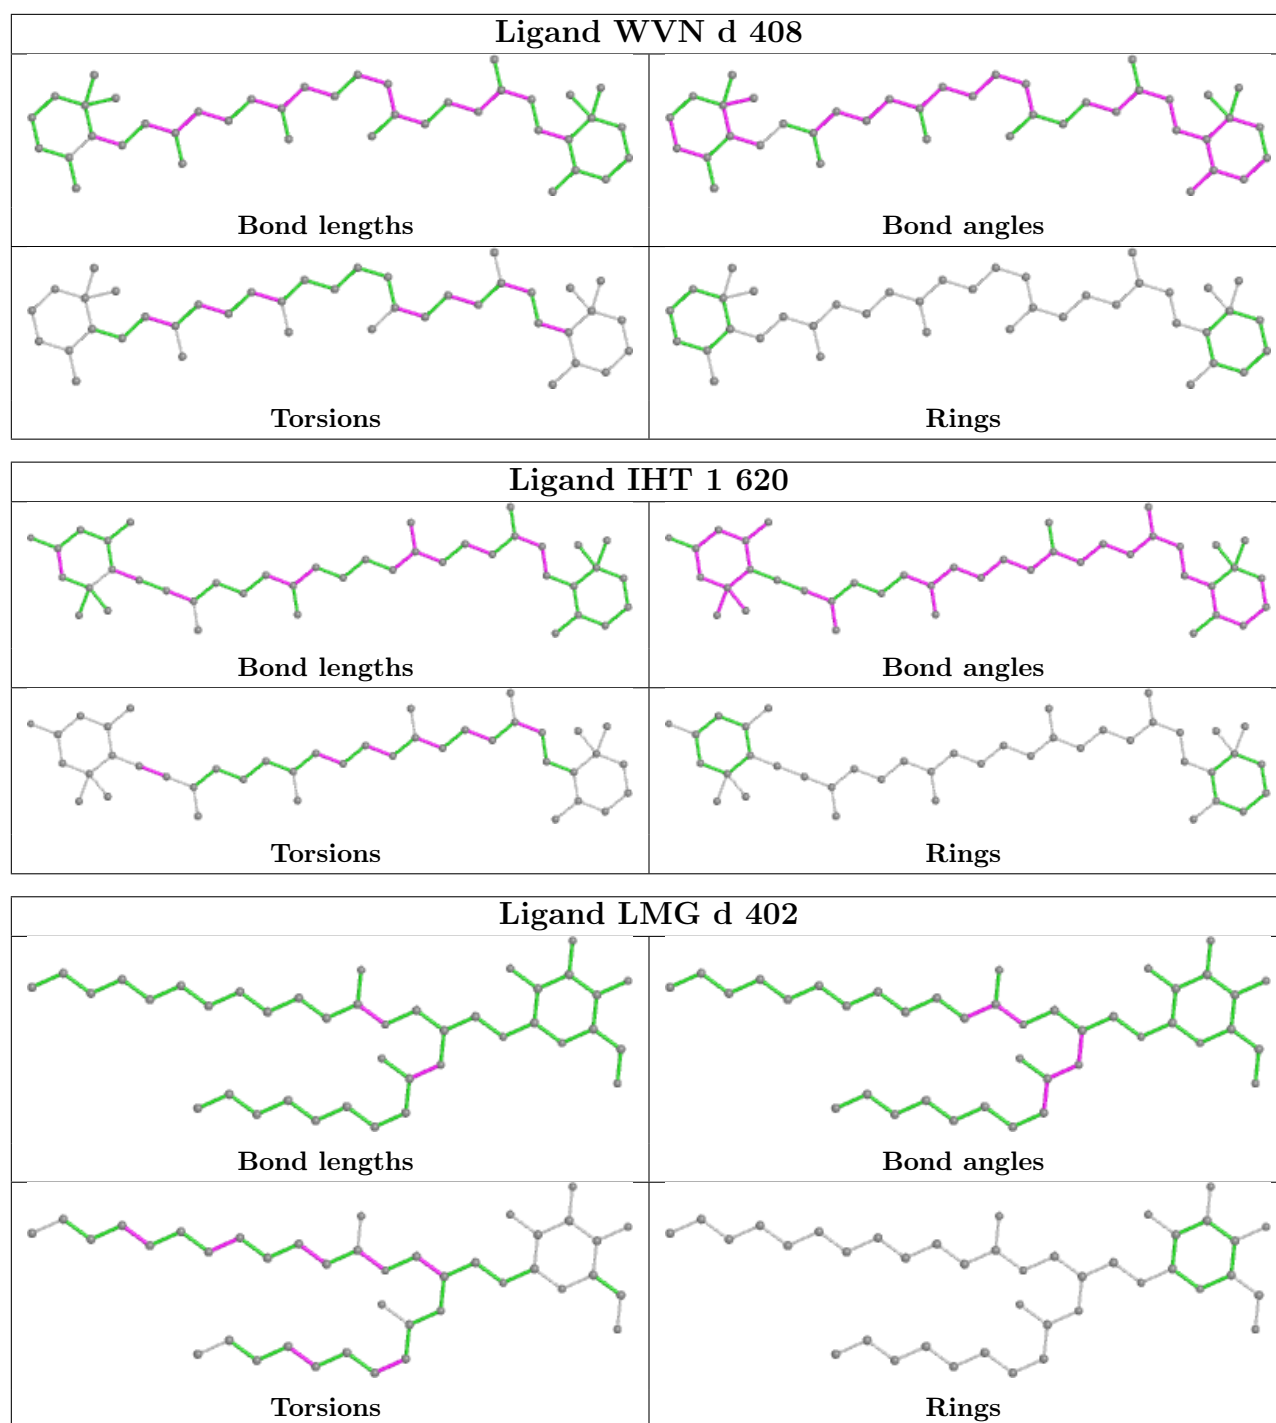 Ligand WVN d 408
Bond lengths
Bond angles
Torsions
Rings
Ligand IHT 1 620
Bond lengths
Bond angles
Torsions
Rings
Ligand LMG d 402
Bond lengths
Bond angles
Torsions
Rings